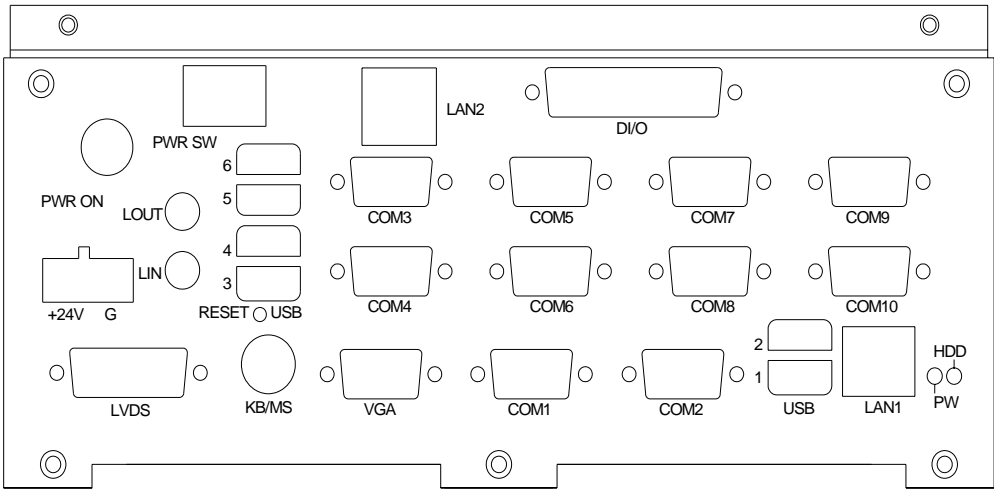 LAN2
DI/O
PWR SW
6
PWR ON
5
LOUT
COM3
COM5
COM7
COM9
4
LIN
3
+24V
G
RESET
USB
COM4
COM6
COM8
COM10
2
HDD
1
LVDS
KB/MS
VGA
COM1
COM2
USB
LAN1
PW